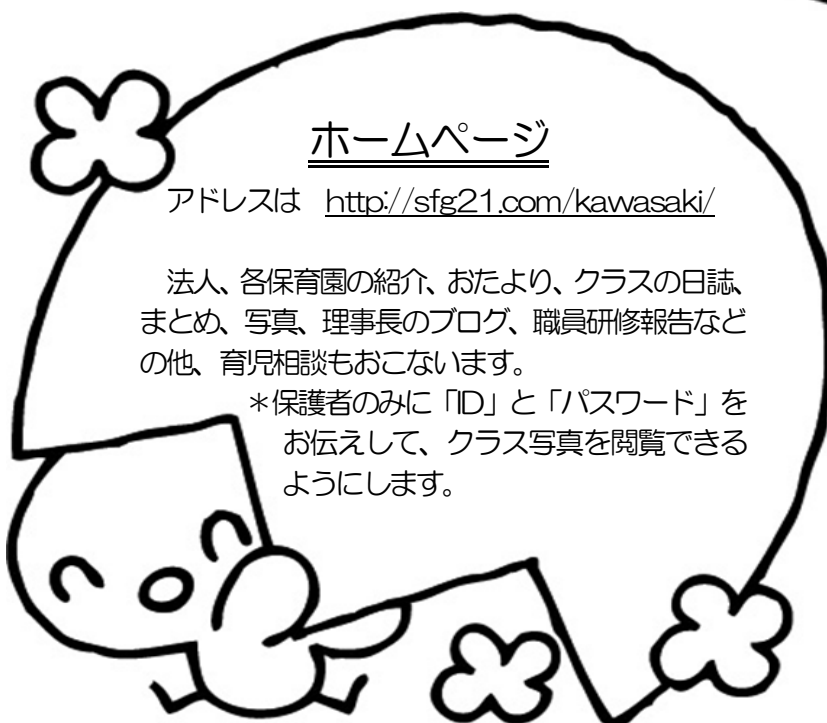 ホームページ
アドレスは　http://sfg21.com/kawasaki/
法人、各保育園の紹介、おたより、クラスの日誌、
まとめ、写真、理事長のブログ、職員研修報告など
の他、育児相談もおこないます。
＊保護者のみに「ID」と「パスワード」を
お伝えして、クラス写真を閲覧できる
ようにします。